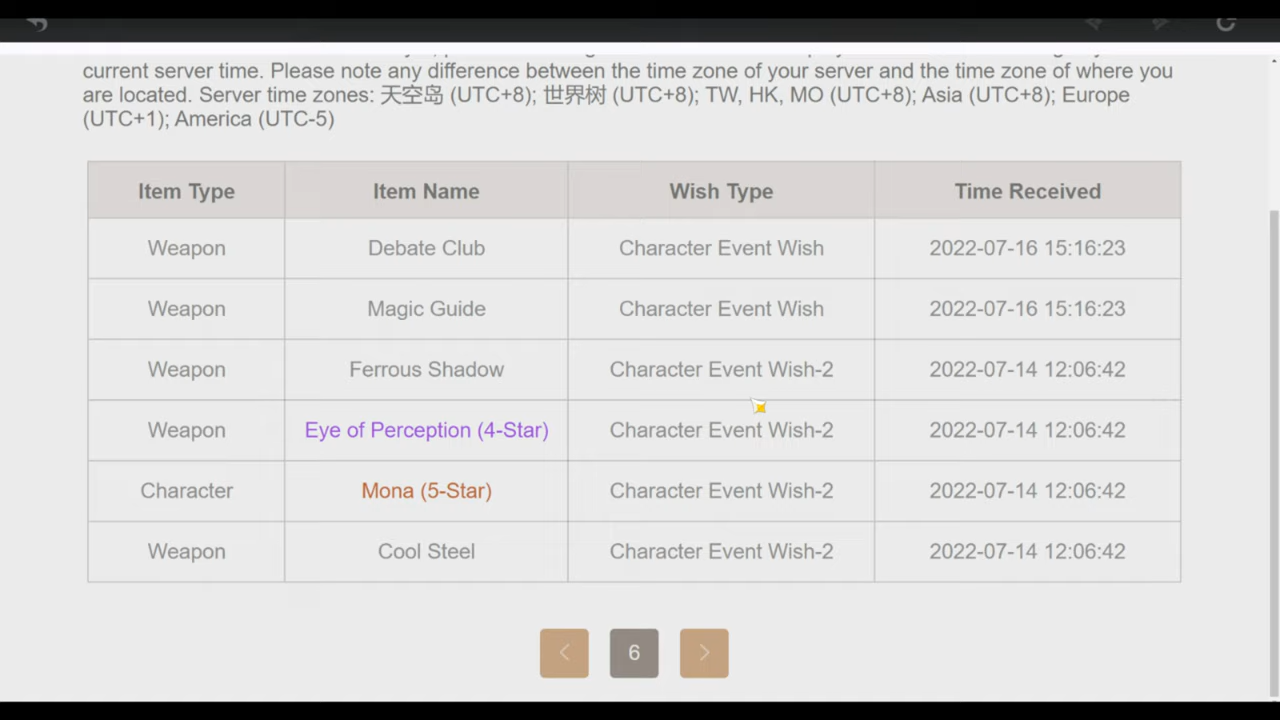 current server time. Please note any difference between the time zone of your server and the time zone of where you
are located. Server time zones: 天空岛 (UTC+8); 世界树 (UTC+8); TW, HK, MO (UTC+8); Asia (UTC+8); Europe
(UTC+1); America (UTC-5)
Item Type Item Name Wish Type Time Received
Weapon Debate Club Character Event Wish 2022-07-16 15:16:23
Weapon Magic Guide Character Event Wish 2022-07-16 15:16:23
Weapon Ferrous Shadow Character Event Wish-2 2022-07-14 12:06:42
Weapon Eye of Perception (4-Star) Character Event Wish-2 2022-07-14 12:06:42
Character Mona (5-Star) Character Event Wish-2 2022-07-14 12:06:42
Weapon Cool Steel Character Event Wish-2 2022-07-14 12:06:42
6